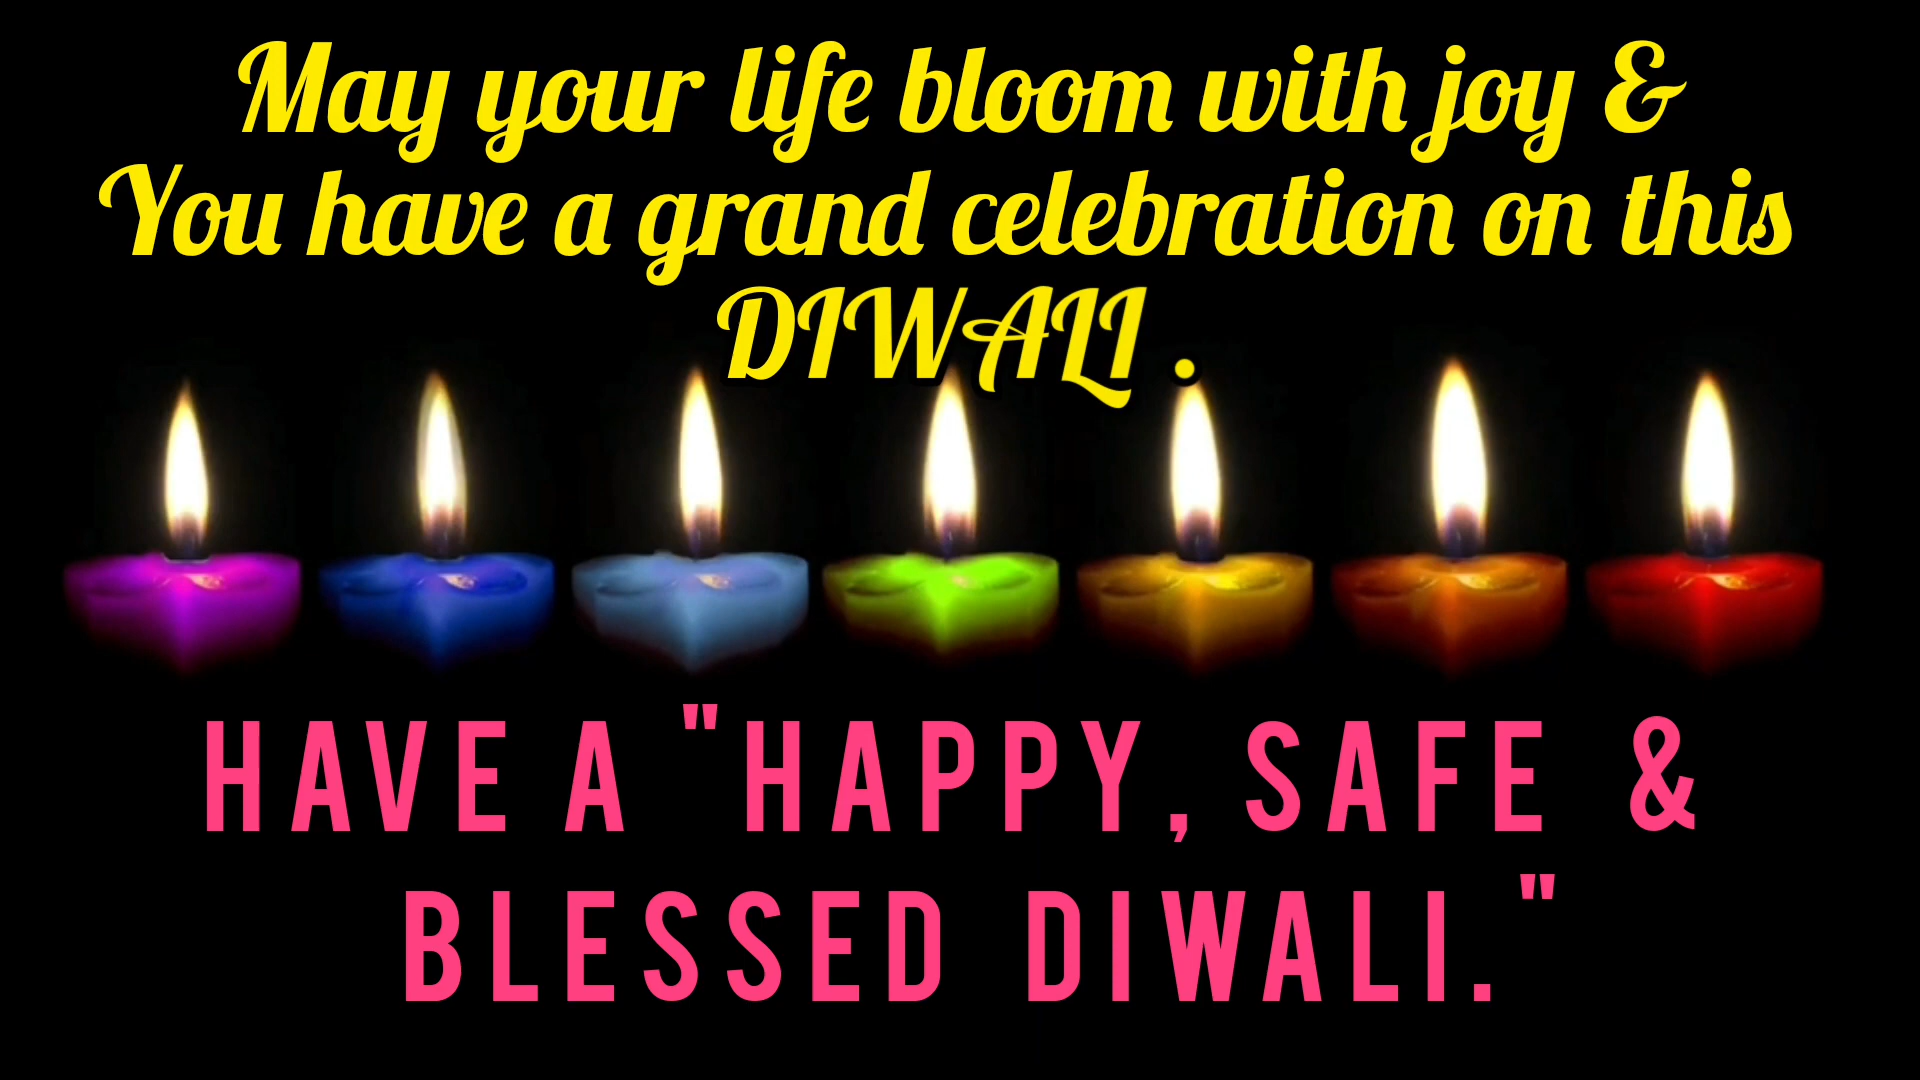 May your life bloom with joy &
You have a grand celebration on this
DIWALI .
HAVE A "HAPPY, SAFE &
BLESSED DIWALI."